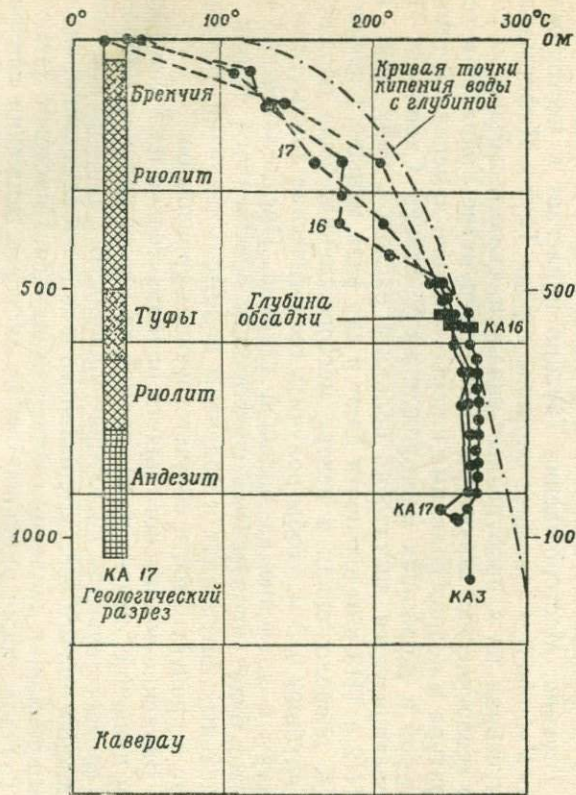 0° 100° 200° 300°С
0М
Кривая точки
кипения воды
с глубиной
Брекчия
17
Риолит
16
500 500
Глубина
обсадки
Туфы
КА16
Риолит
Андезит
КА17
1000 100
КА 17
Геологический
разрез
КА3
Каверау